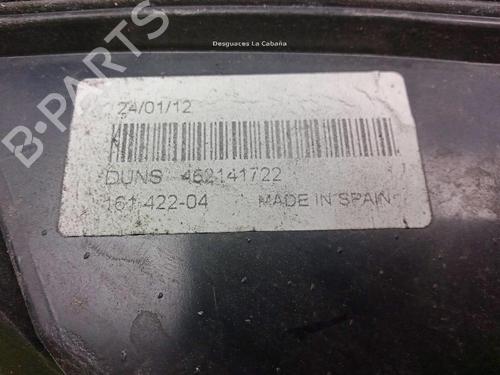 Desguaces La Cabaña
B-PARTS
24/01/12
DUNS 462141722
161 422-04 MADE IN SPAIN